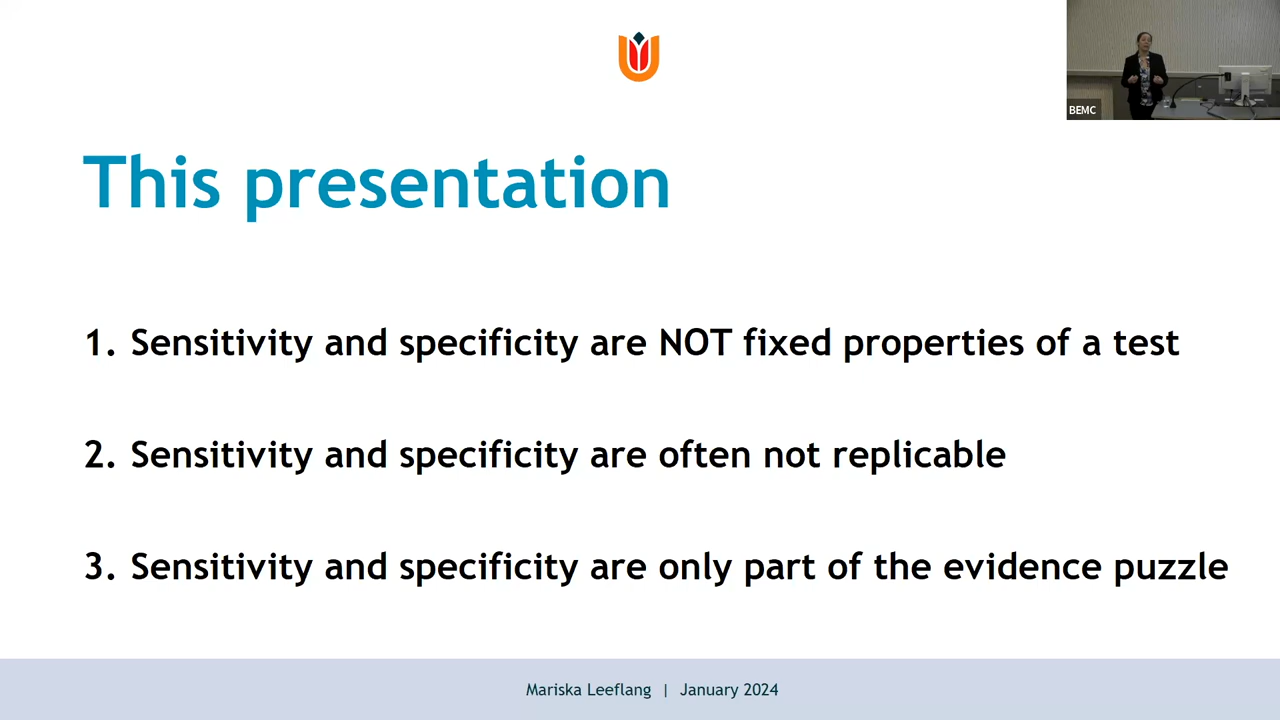 BEMC
This presentation
1. Sensitivity and specificity are NOT fixed properties of a test
2. Sensitivity and specificity are often not replicable
3. Sensitivity and specificity are only part of the evidence puzzle
Mariska Leeflang | January 2024